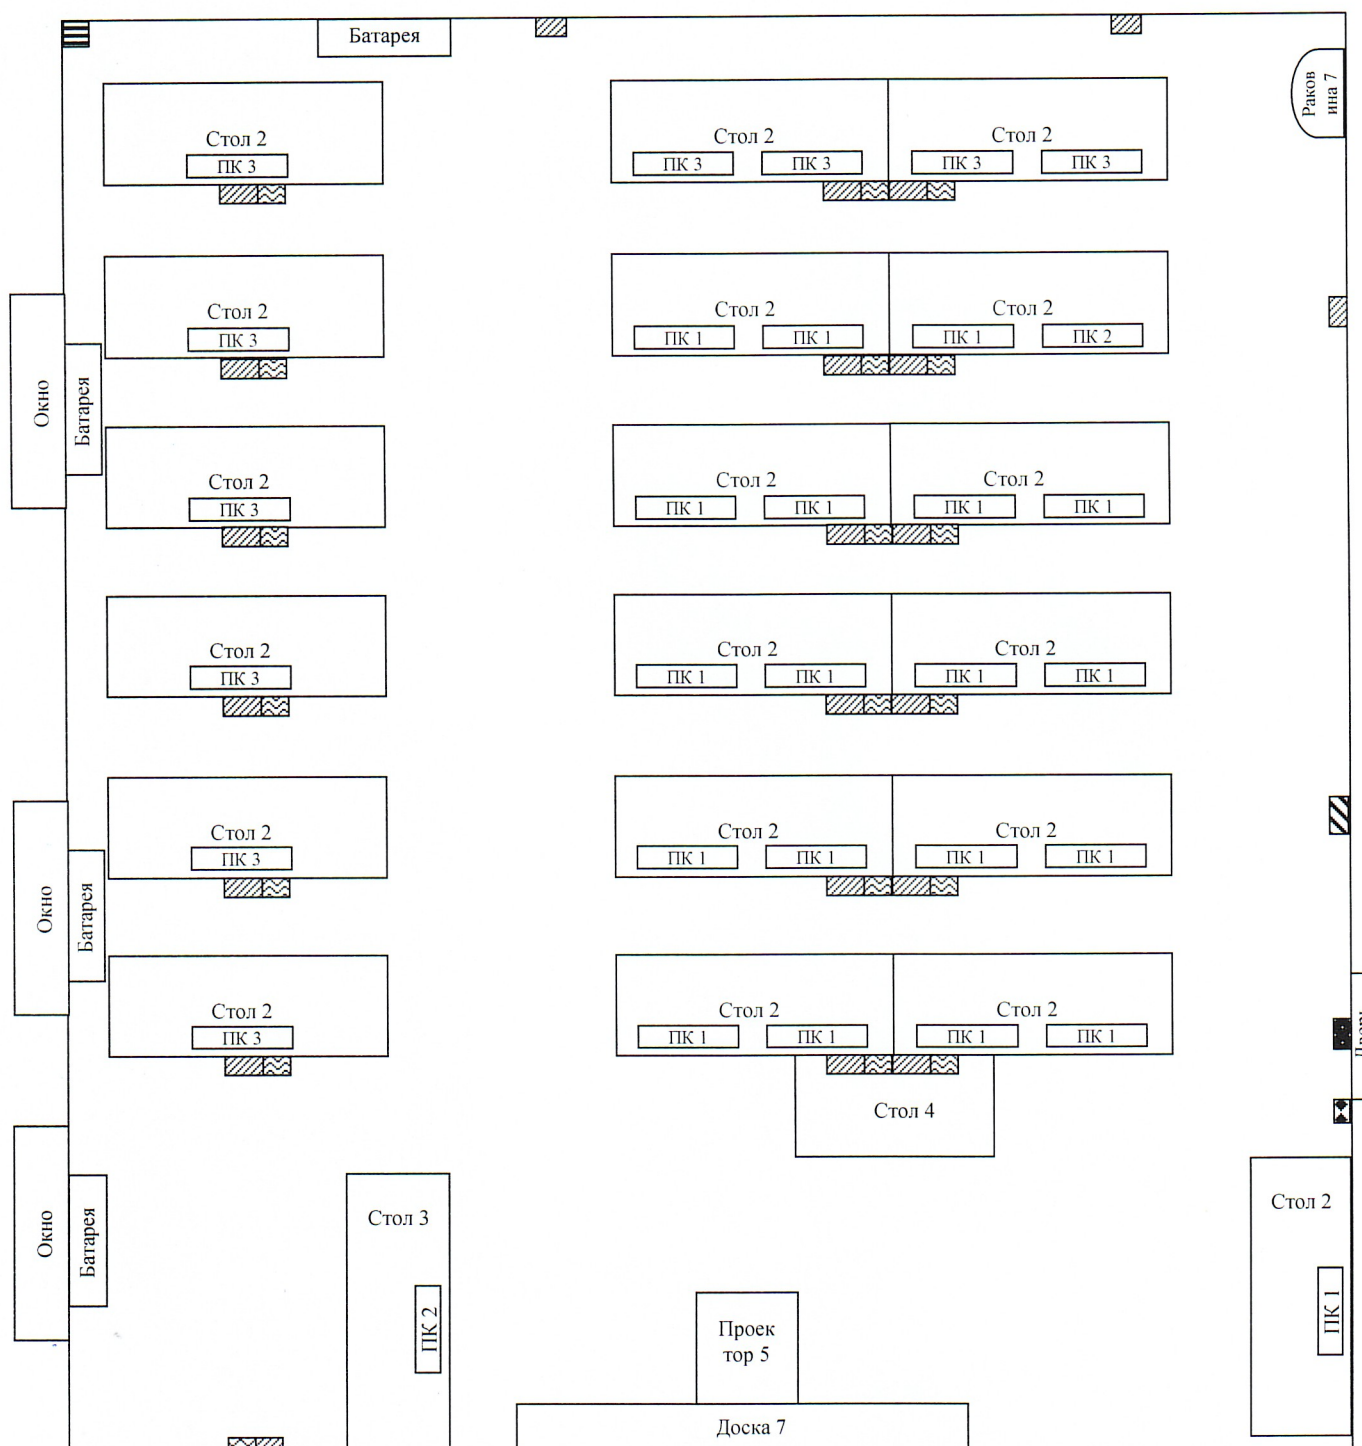 Батарея
Раков
ина 7
Стол 2
ПК 3
Стол 2
ПК 3
ПК 3
Стол 2
ПК 3
ПК 3
Стол 2
ПК 3
Стол 2
ПК 1
ПК 1
Стол 2
ПК 1
ПК 2
Окно
Батарея
Стол 2
ПК 3
Стол 2
ПК 1
ПК 1
Стол 2
ПК 1
ПК 1
Стол 2
ПК 3
Стол 2
ПК 1
ПК 1
Стол 2
ПК 1
ПК 1
Окно
Батарея
Стол 2
ПК 3
Стол 2
ПК 1
ПК 1
Стол 2
ПК 1
ПК 1
Стол 2
ПК 3
Стол 2
ПК 1
ПК 1
Стол 2
ПК 1
ПК 1
Стол 4
Окно
Батарея
Стол 3
ПК 2
Стол 2
ПК 1
Проек
тор 5
Доска 7